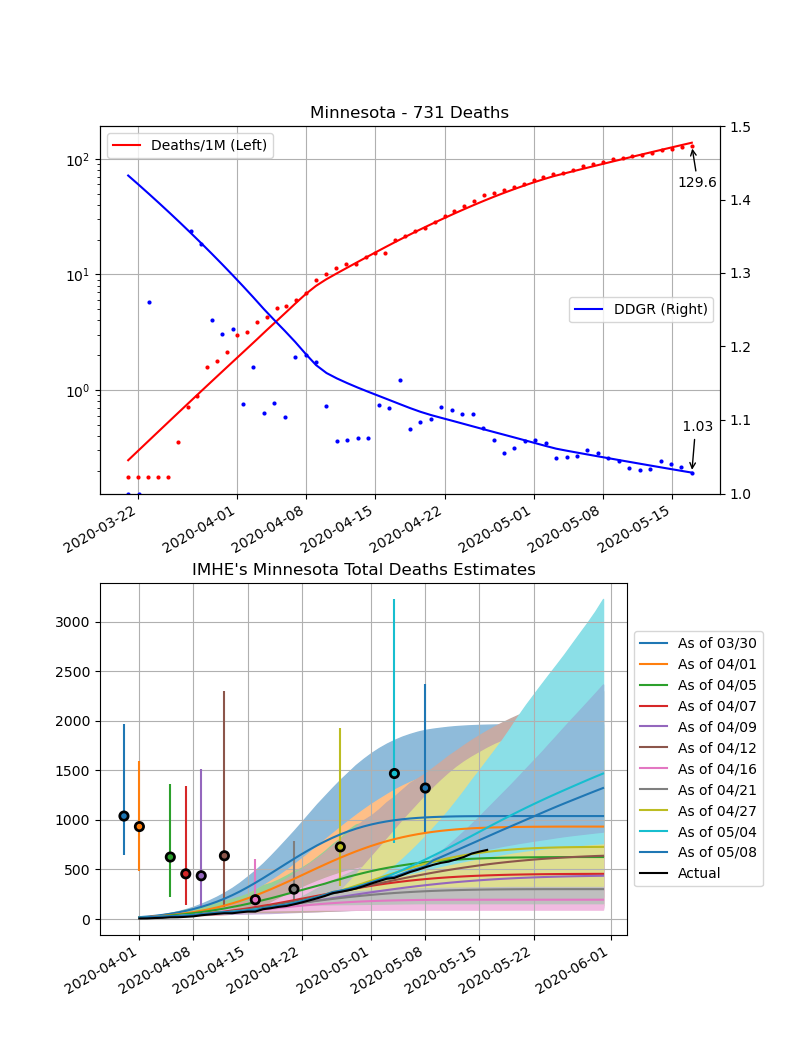 Minnesota - 731 Deaths
Deaths/1M (Left)
DDGR (Right)
129.6
1.03
10²
10¹
10⁰
1.5
1.4
1.3
1.2
1.1
1.0
2020-03-22
2020-04-01
2020-04-08
2020-04-15
2020-04-22
2020-05-01
2020-05-08
2020-05-15
IMHE's Minnesota Total Deaths Estimates
3000
2500
2000
1500
1000
500
0
2020-04-01
2020-04-08
2020-04-15
2020-04-22
2020-05-01
2020-05-08
2020-05-15
2020-05-22
2020-06-01
As of 03/30
As of 04/01
As of 04/05
As of 04/07
As of 04/09
As of 04/12
As of 04/16
As of 04/21
As of 04/27
As of 05/04
As of 05/08
Actual